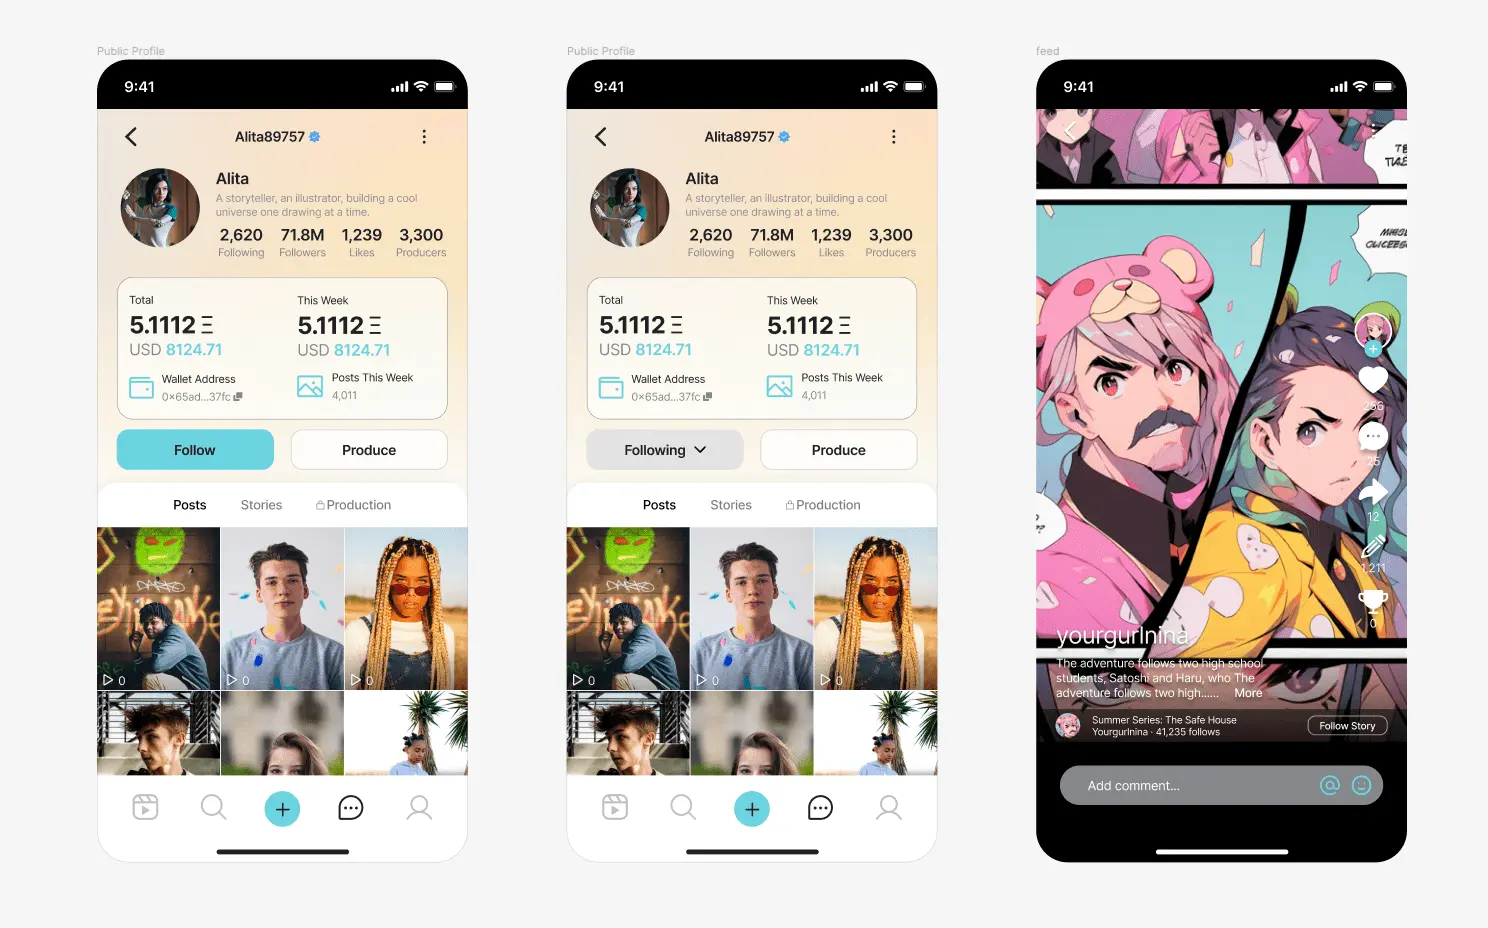 Public Profile
9:41
Alita89757
Alita
A storyteller, an illustrator, building a cool
universe one drawing at a time.
2,620 71.8M 1,239 3,300
Following Followers Likes Producers
Total This Week
5.1112 Ξ 5.1112 Ξ
USD 8124.71 USD 8124.71
Wallet Address Posts This Week
0×65ad...37fc 4,011
Follow Produce
Posts Stories Production
0 0 0
Public Profile
9:41
Alita89757
Alita
A storyteller, an illustrator, building a cool
universe one drawing at a time.
2,620 71.8M 1,239 3,300
Following Followers Likes Producers
Total This Week
5.1112 Ξ 5.1112 Ξ
USD 8124.71 USD 8124.71
Wallet Address Posts This Week
0×65ad...37fc 4,011
Following Produce
Posts Stories Production
0 0 0
feed
9:41
256
25
12
1,211
0
yourgurlnina
The adventure follows two high school
students, Satoshi and Haru, who The
adventure follows two high...... More
Summer Series: The Safe House
Yourgurlnina · 41,235 follows
Follow Story
Add comment...